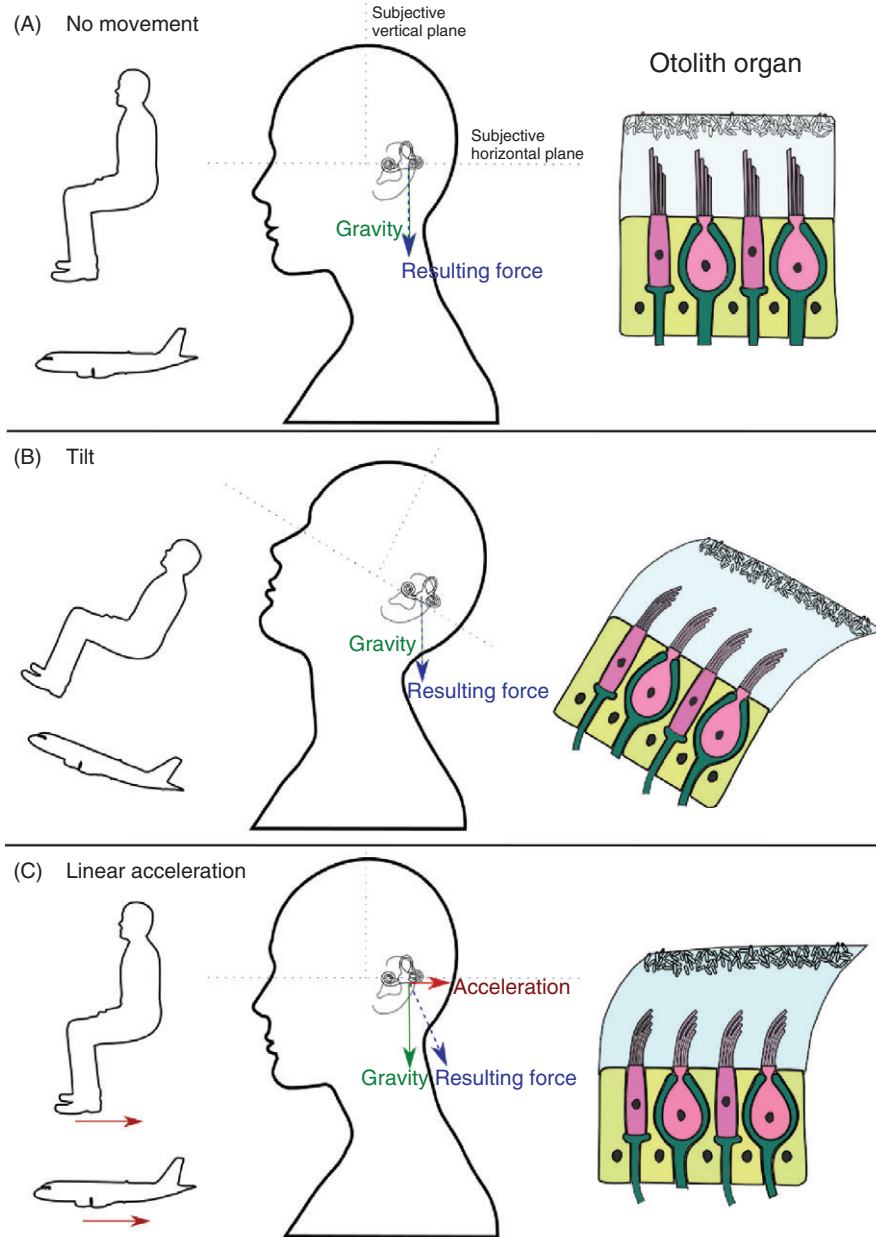 (A) No movement
Subjective
vertical plane
Otolith organ
Subjective
horizontal plane
Gravity
Resulting force
(B) Tilt
Gravity
Resulting force
(C) Linear acceleration
Acceleration
Gravity
Resulting force